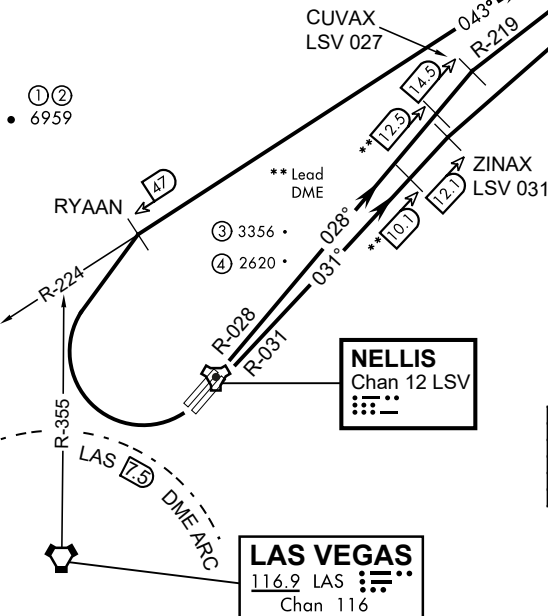 CUVAX
LSV 027
043°
R-219
14.5
① ②
6959
12.5
**
** Lead
DME
ZINAX
LSV 031
12.1
47
RYAAN
10.1
**
③ 3356
④ 2620
028°
031°
R-224
R-028
R-031
NELLIS
Chan 12 LSV
R-355
LAS 7.5 DME ARC
LAS VEGAS
116.9 LAS
Chan 116